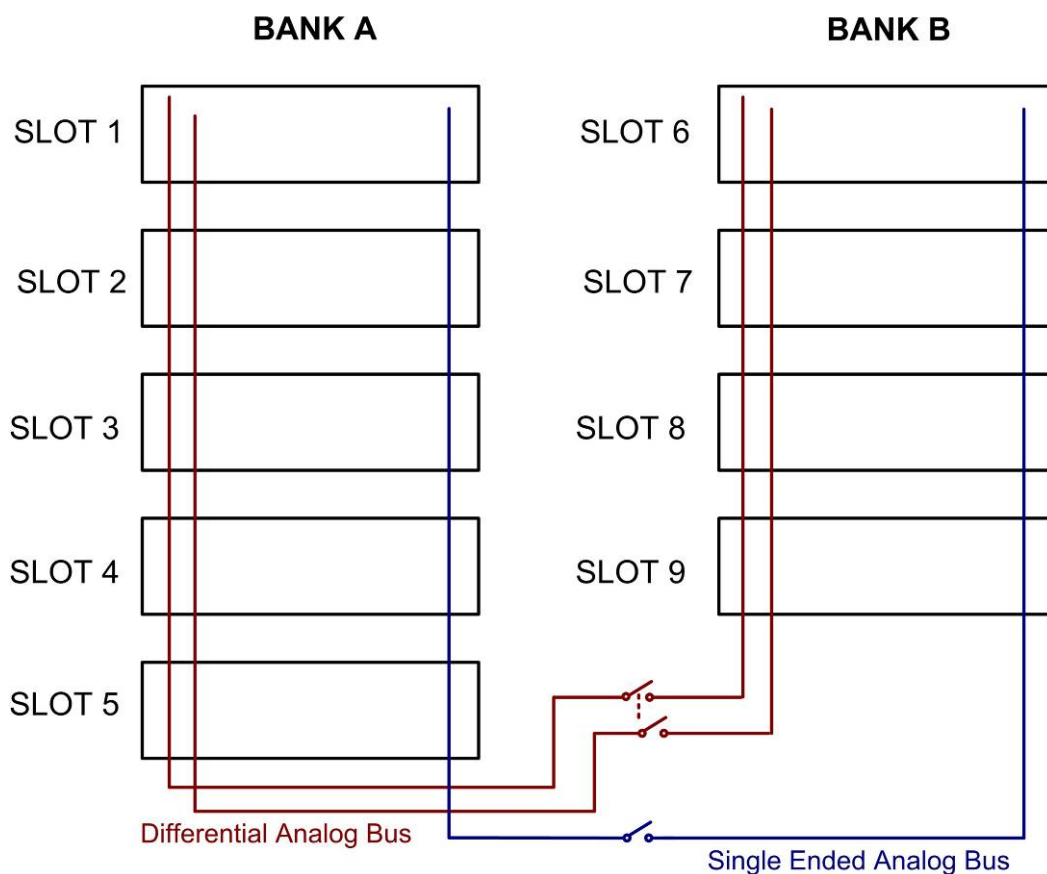 BANK A
BANK B
SLOT 1
SLOT 6
SLOT 2
SLOT 7
SLOT 3
SLOT 8
SLOT 4
SLOT 9
SLOT 5
Differential Analog Bus
Single Ended Analog Bus